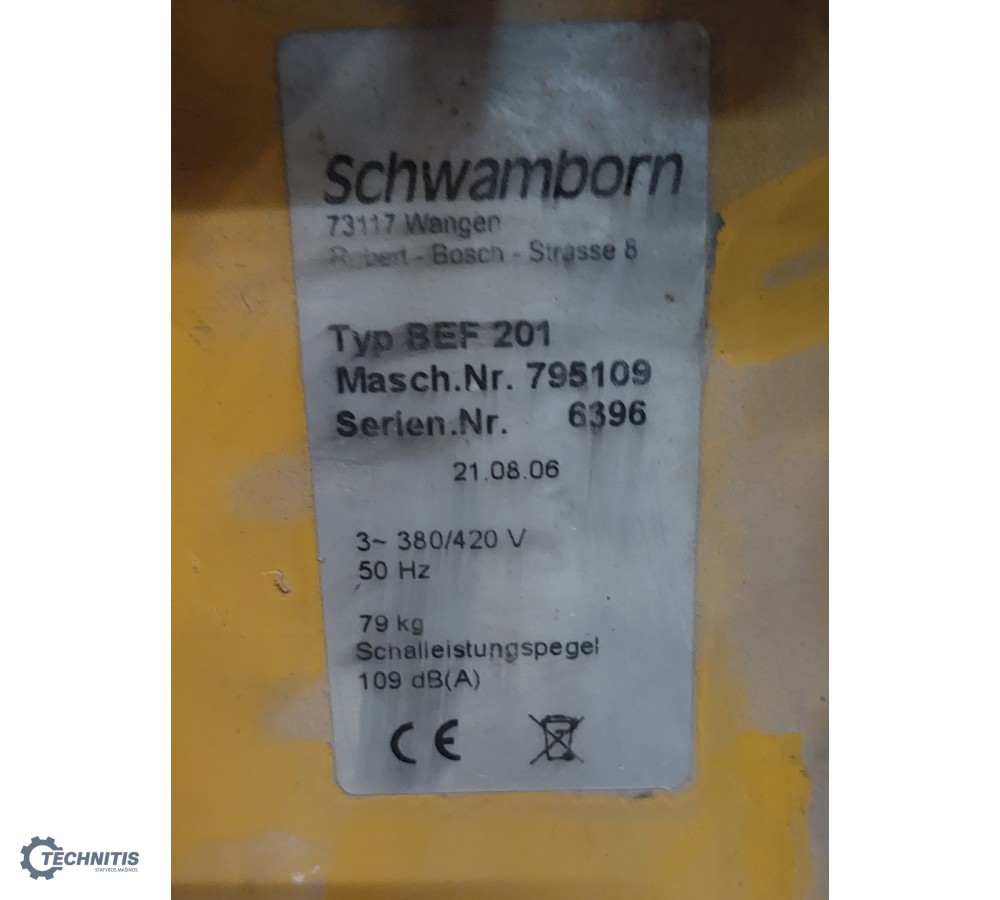 Schwamborn
73117 Wangen
Robert - Bosch - Strasse 8
Typ BEF 201
Masch.Nr. 795109
Serien.Nr. 6396
21.08.06
3~ 380/420 V
50 Hz
79 kg
Schalleistungspegel
109 dB(A)
CE
TECHNITIS
STATYBOS MAŠINOS